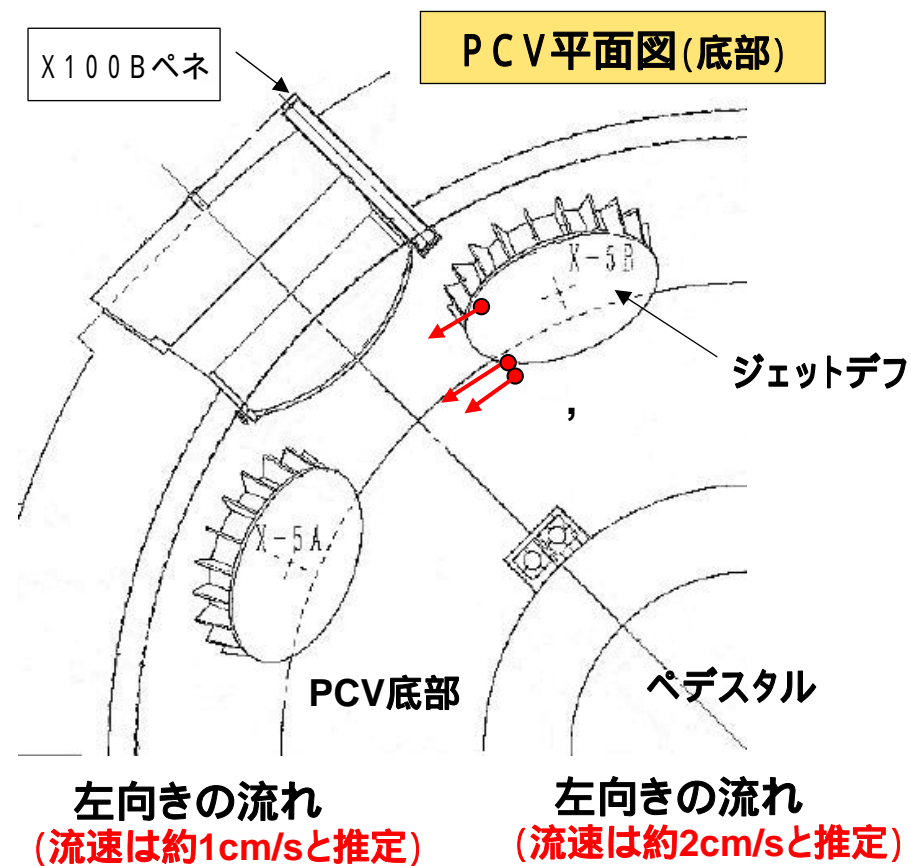 PCV平面図(底部)
X100Bペネ
X-5B
ジェットデフ
,
X-5A
PCV底部
ペデスタル
左向きの流れ
(流速は約1cm/sと推定)
左向きの流れ
(流速は約2cm/sと推定)